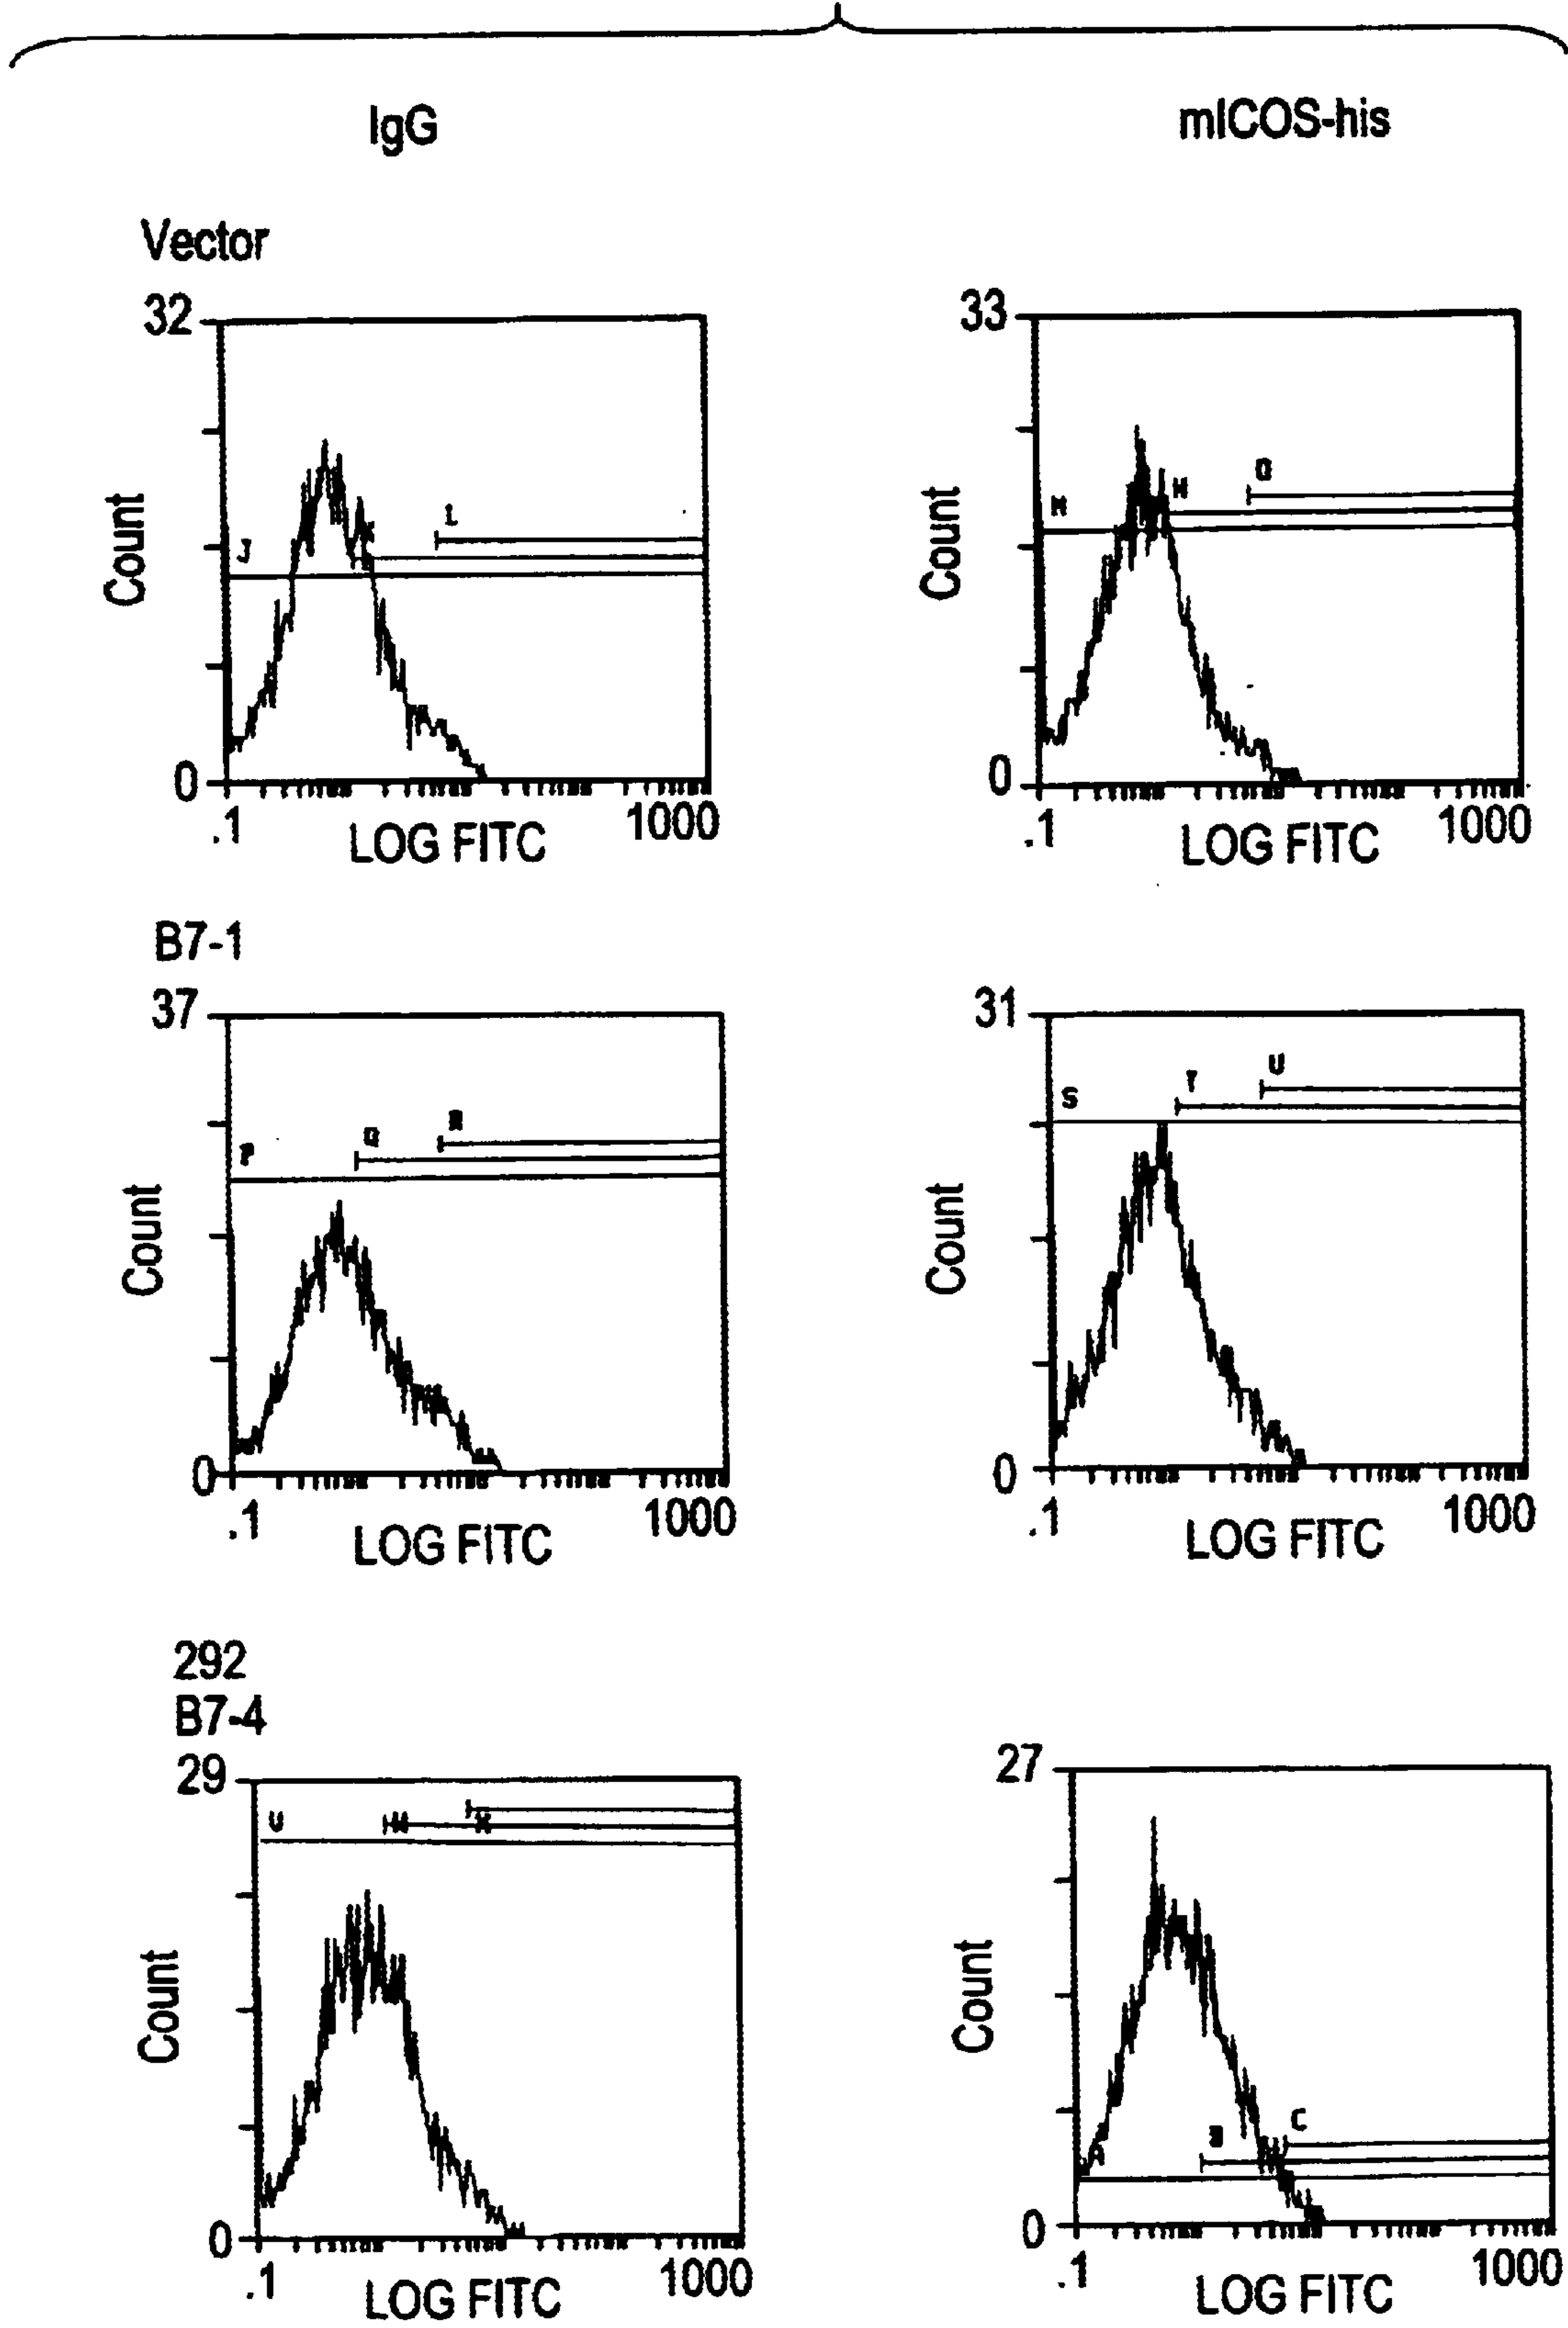 IgG mICOS-his
Vector
32
Count
J
K
L
0
.1 1000
LOG FITC
33
Count
M
H
0
.1 1000
LOG FITC
B7-1
37
Count
P
Q
R
0
.1 1000
LOG FITC
31
Count
S
T
U
0
.1 1000
LOG FITC
292
B7-4
29
Count
0
.1 1000
LOG FITC
27
Count
A
B
C
0
.1 1000
LOG FITC